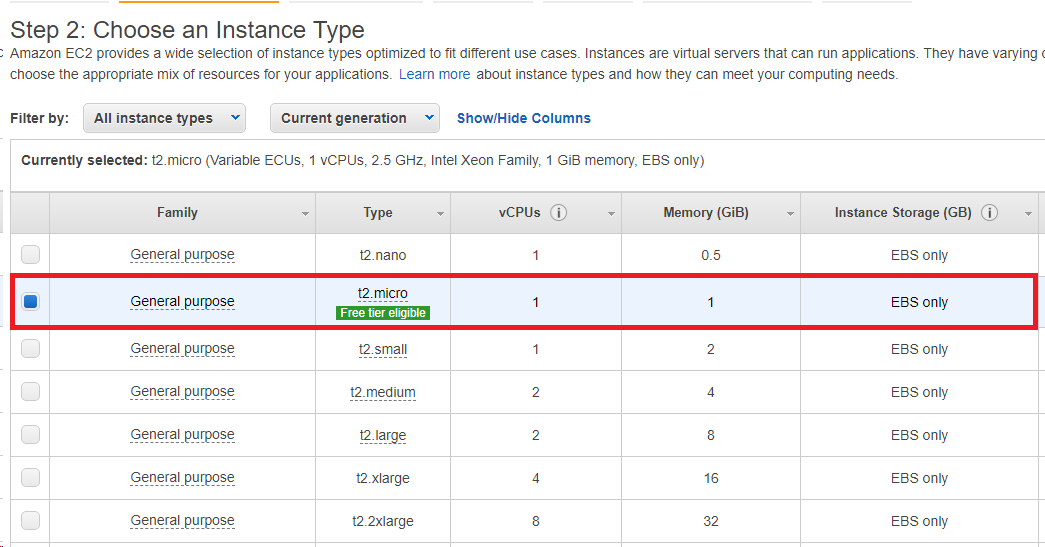 Step 2: Choose an Instance Type
Amazon EC2 provides a wide selection of instance types optimized to fit different use cases. Instances are virtual servers that can run applications. They have varying
choose the appropriate mix of resources for your applications. Learn more about instance types and how they can meet your computing needs.
Filter by: All instance types Current generation Show/Hide Columns
Currently selected: t2.micro (Variable ECUs, 1 vCPUs, 2.5 GHz, Intel Xeon Family, 1 GiB memory, EBS only)
Family Type vCPUs i Memory (GiB) Instance Storage (GB) i
General purpose t2.nano 1 0.5 EBS only
General purpose t2.micro 1 1 EBS only
Free tier eligible
General purpose t2.small 1 2 EBS only
General purpose t2.medium 2 4 EBS only
General purpose t2.large 2 8 EBS only
General purpose t2.xlarge 4 16 EBS only
General purpose t2.2xlarge 8 32 EBS only